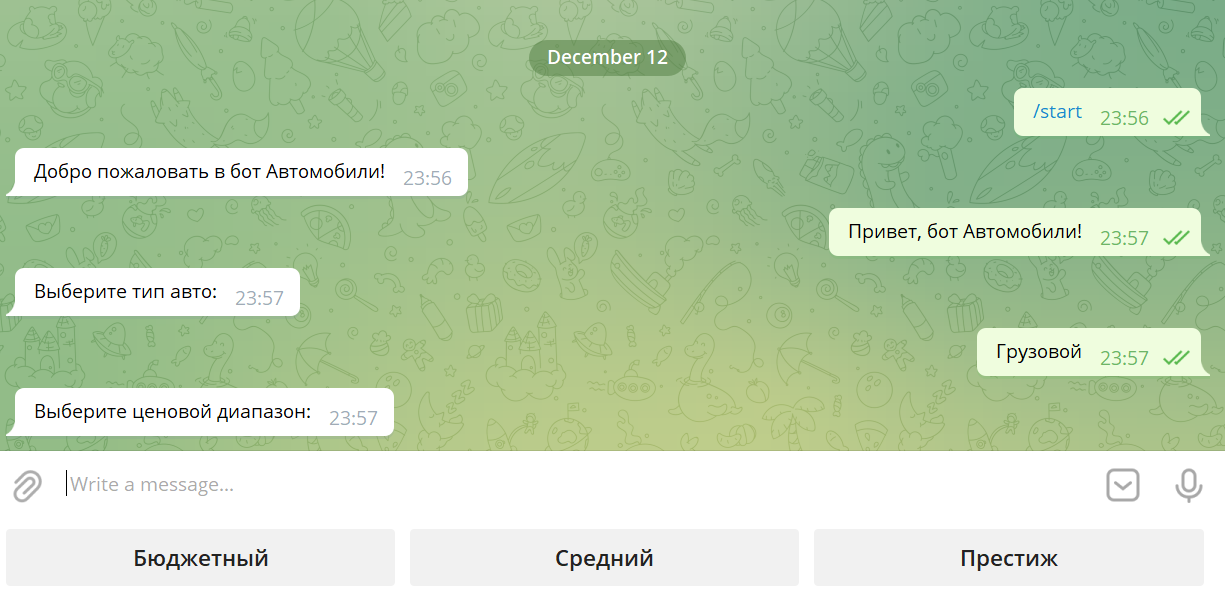 December 12
/start 23:56
Добро пожаловать в бот Автомобили! 23:56
Привет, бот Автомобили! 23:57
Выберите тип авто: 23:57
Грузовой 23:57
Выберите ценовой диапазон: 23:57
Write a message...
Бюджетный Средний Престиж